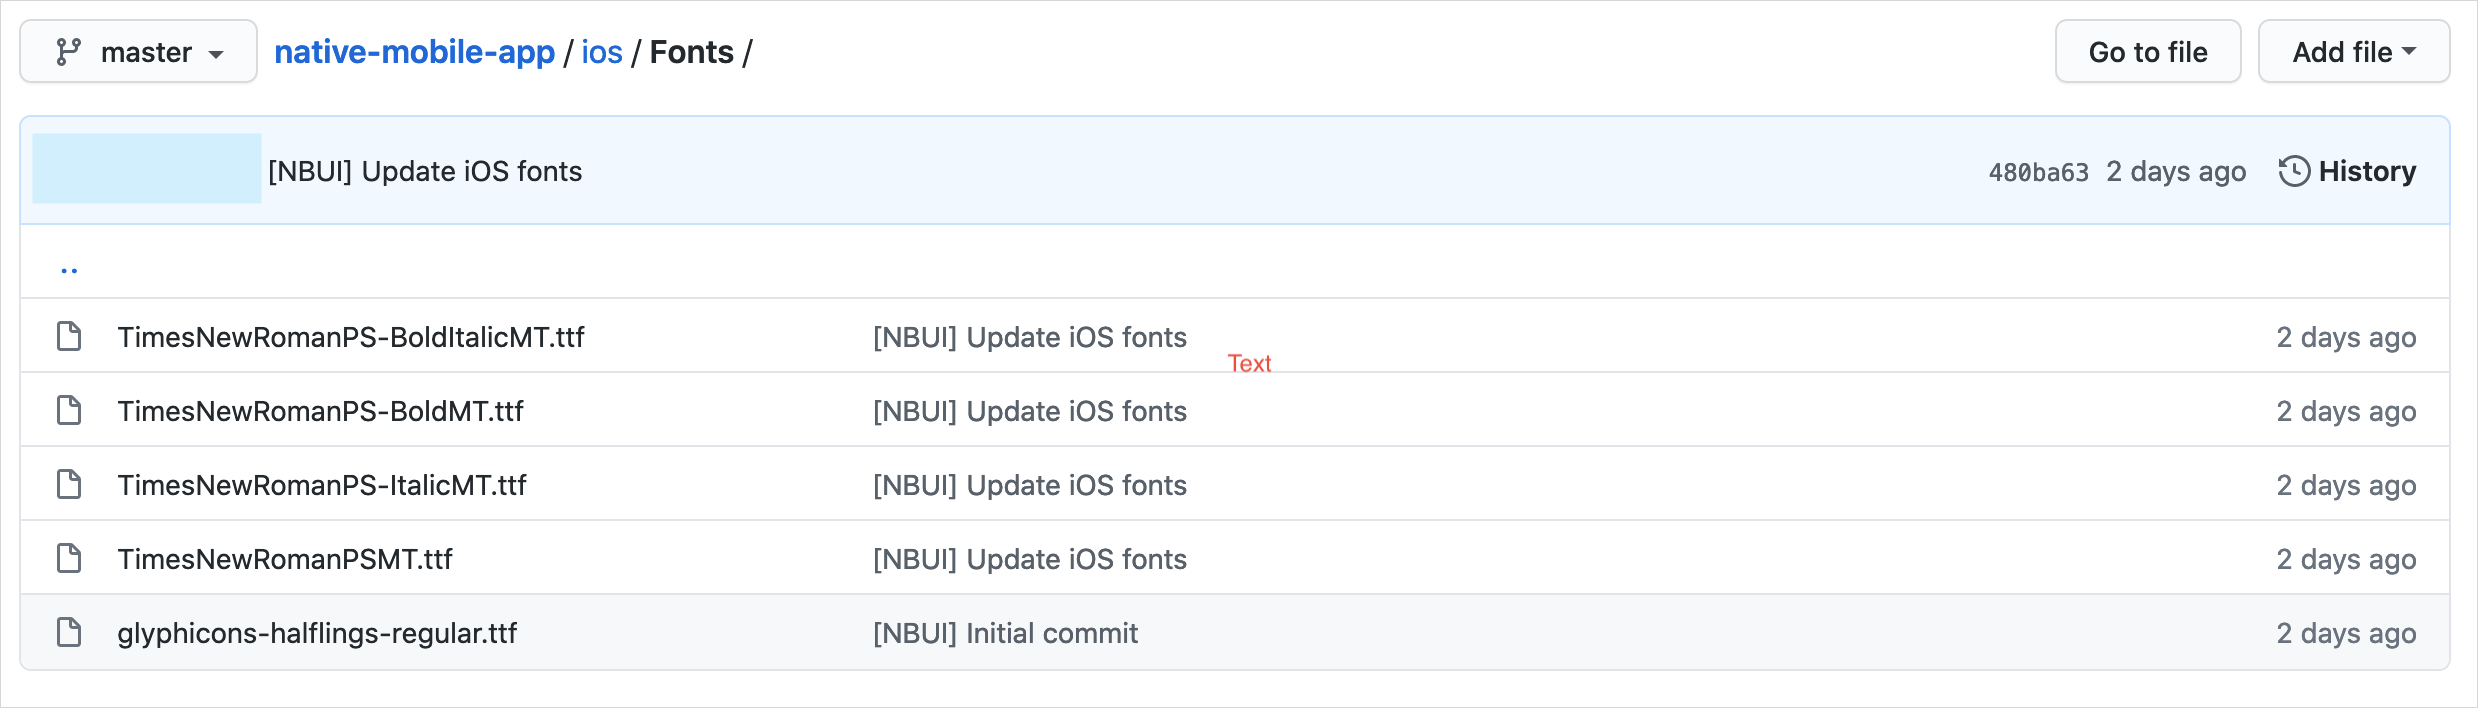 master native-mobile-app / ios / Fonts / Go to file Add file
[NBUI] Update iOS fonts 480ba63 2 days ago History
..
TimesNewRomanPS-BoldItalicMT.ttf [NBUI] Update iOS fonts 2 days ago
Text
TimesNewRomanPS-BoldMT.ttf [NBUI] Update iOS fonts 2 days ago
TimesNewRomanPS-ItalicMT.ttf [NBUI] Update iOS fonts 2 days ago
TimesNewRomanPSMT.ttf [NBUI] Update iOS fonts 2 days ago
glyphicons-halflings-regular.ttf [NBUI] Initial commit 2 days ago